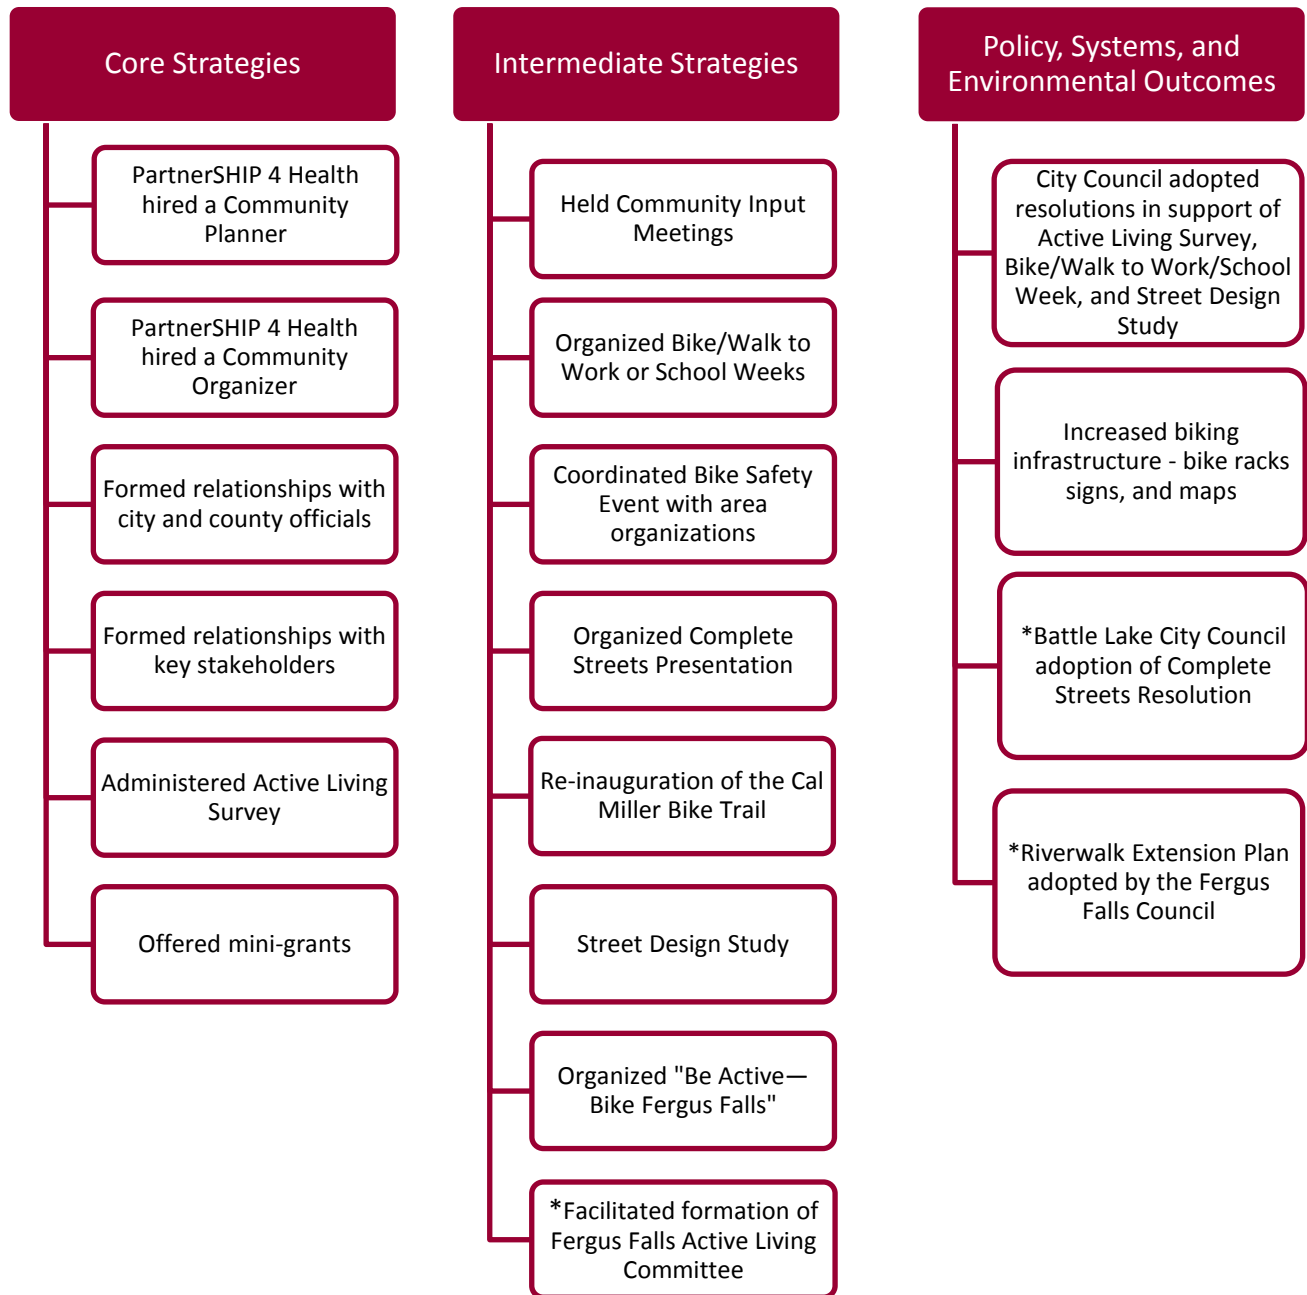 Core Strategies
PartnerSHIP 4 Health
hired a Community
Planner
PartnerSHIP 4 Health
hired a Community
Organizer
Formed relationships with
city and county officials
Formed relationships with
key stakeholders
Administered Active Living
Survey
Offered mini-grants
Intermediate Strategies
Held Community Input
Meetings
Organized Bike/Walk to
Work or School Weeks
Coordinated Bike Safety
Event with area
organizations
Organized Complete
Streets Presentation
Re-inauguration of the Cal
Miller Bike Trail
Street Design Study
Organized "Be Active—
Bike Fergus Falls"
*Facilitated formation of
Fergus Falls Active Living
Committee
Policy, Systems, and
Environmental Outcomes
City Council adopted
resolutions in support of
Active Living Survey,
Bike/Walk to Work/School
Week, and Street Design
Study
Increased biking
infrastructure - bike racks
signs, and maps
*Battle Lake City Council
adoption of Complete
Streets Resolution
*Riverwalk Extension Plan
adopted by the Fergus
Falls Council